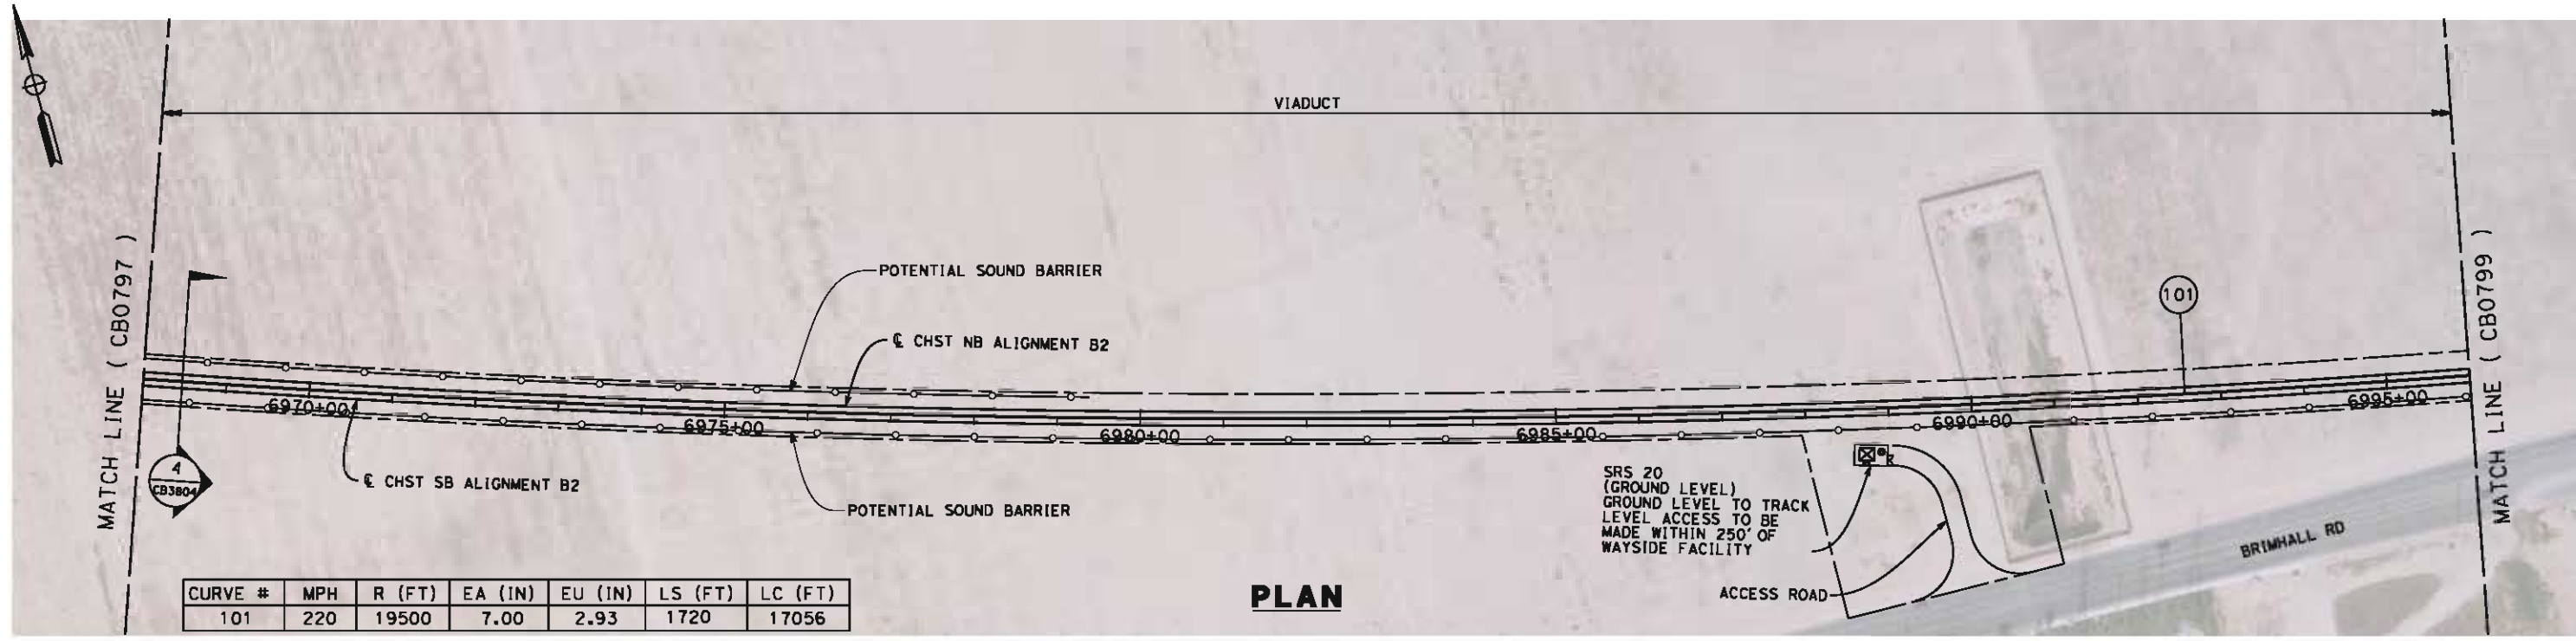 VIADUCT
MATCH LINE ( CB0797 )
MATCH LINE ( CB0799 )
POTENTIAL SOUND BARRIER
℄ CHST NB ALIGNMENT B2
101
6970+00
6975+00
6980+00
6985+00
6990+00
6995+00
4
CB3804
℄ CHST SB ALIGNMENT B2
POTENTIAL SOUND BARRIER
SRS 20
(GROUND LEVEL)
GROUND LEVEL TO TRACK
LEVEL ACCESS TO BE
MADE WITHIN 250' OF
WAYSIDE FACILITY
ACCESS ROAD
BRIMHALL RD
PLAN
CURVE # MPH R (FT) EA (IN) EU (IN) LS (FT) LC (FT)
101 220 19500 7.00 2.93 1720 17056